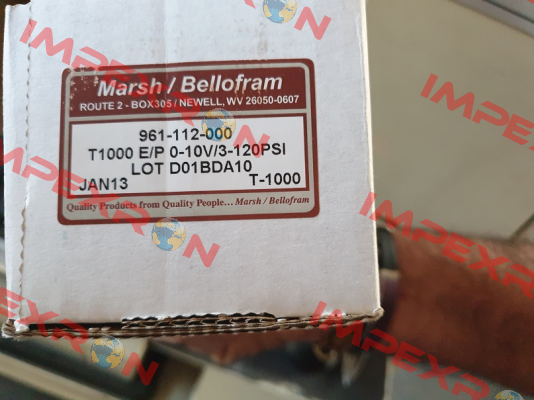 Marsh / Bellofram
ROUTE 2 - BOX305 / NEWELL, WV 26050-0607
961-112-000
T1000 E/P 0-10V/3-120PSI
LOT D01BDA10
JAN13 T-1000
Quality Products from Quality People... Marsh / Bellofram
IMPEXRON
IMPEXRON
IMPEXRON
IMPEXRON
IMPEXRON